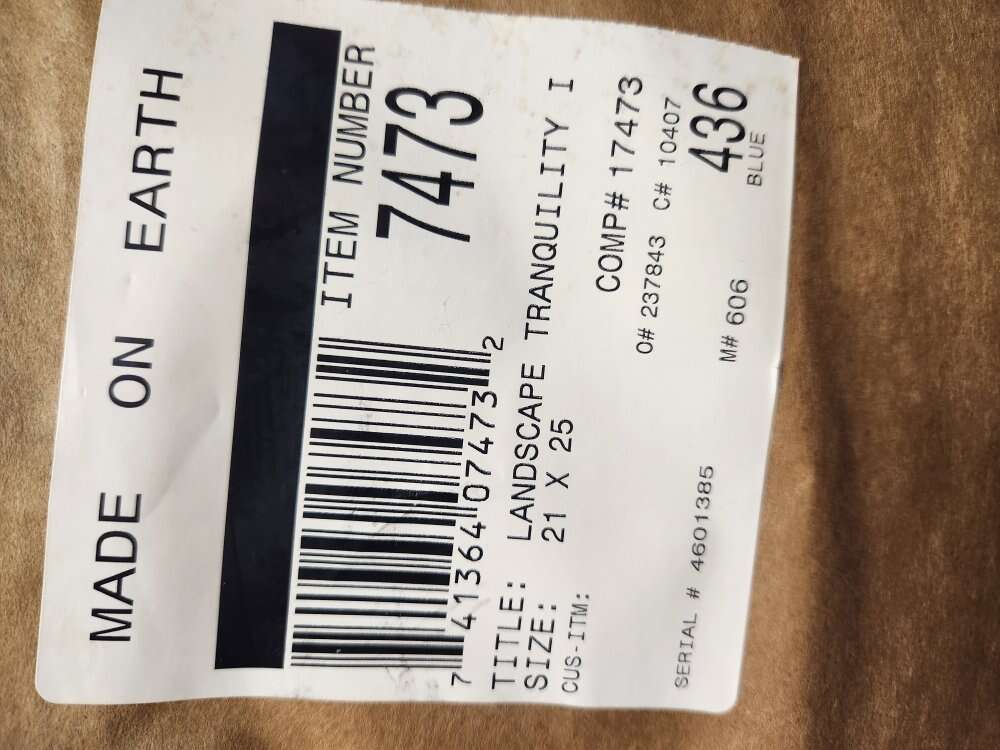 MADE ON EARTH
ITEM NUMBER
7473
7 41364 07473 2
TITLE: LANDSCAPE TRANQUILITY I
SIZE: 21 X 25
CUS-ITM:
COMP# 17473
O# 237843 C# 10407
436
BLUE
M# 606
SERIAL # 4601385